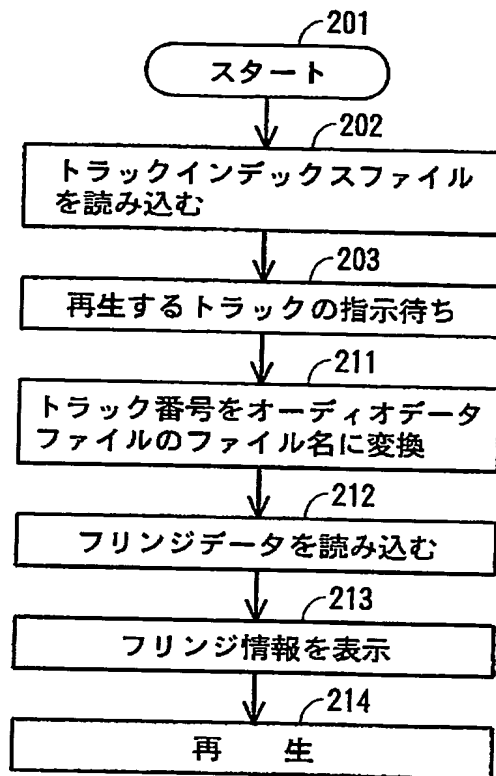 201
スタート
202
トラックインデックスファイル
を読み込む
203
再生するトラックの指示待ち
211
トラック番号をオーディオデータ
ファイルのファイル名に変換
212
フリンジデータを読み込む
213
フリンジ情報を表示
214
再 生